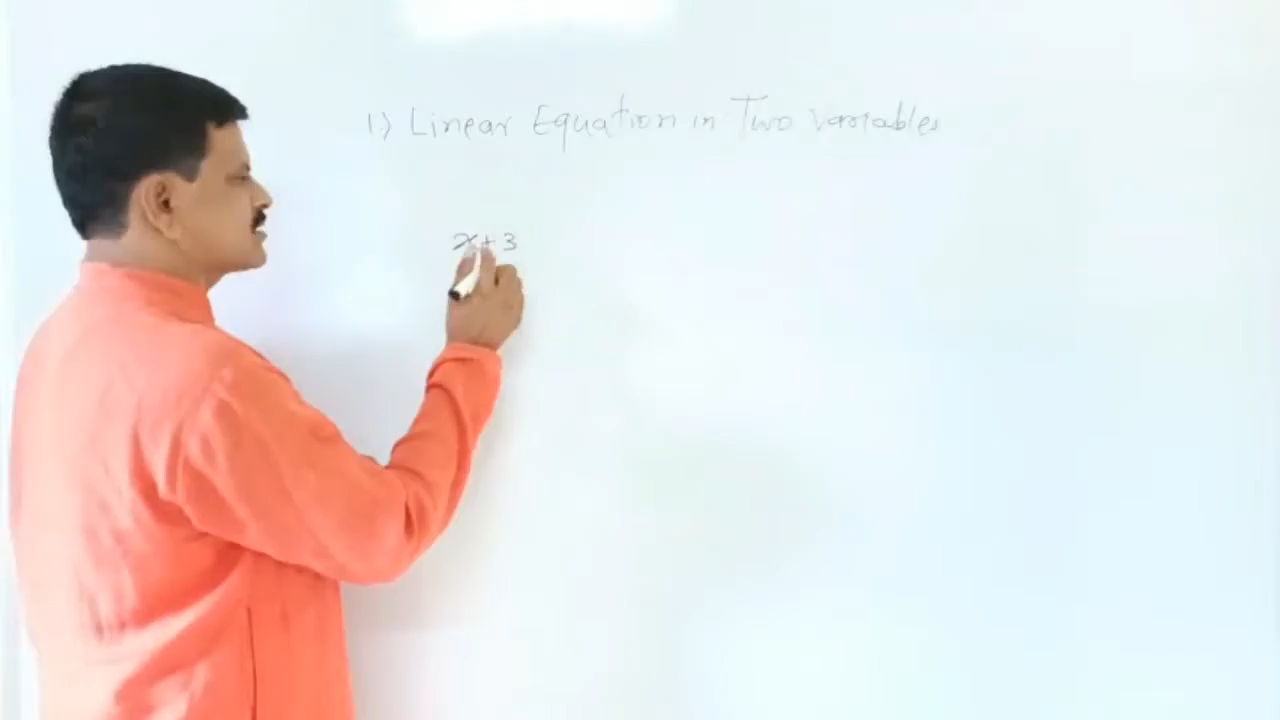 1.) Linear Equation in Two Variables
x + 3